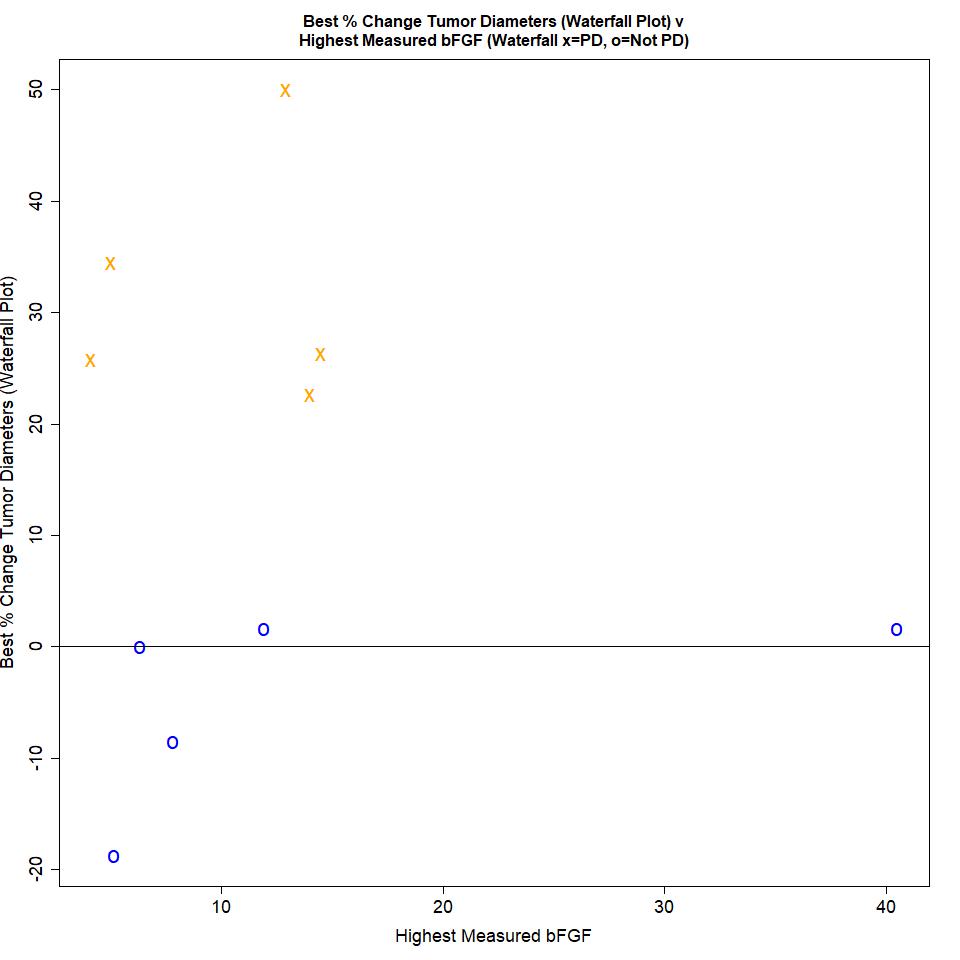 Best % Change Tumor Diameters (Waterfall Plot) v
Highest Measured bFGF (Waterfall x=PD, o=Not PD)
Best % Change Tumor Diameters (Waterfall Plot)
50
40
30
20
10
0
-10
-20
X
X
X
X
X
O
O
O
O
O
10
20
30
40
Highest Measured bFGF